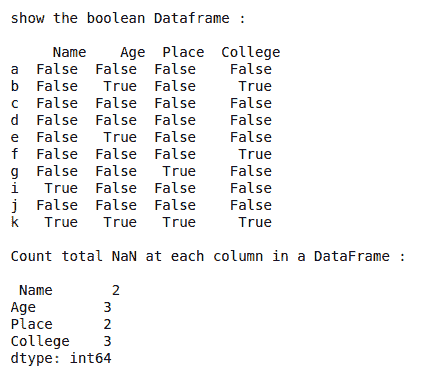 show the boolean Dataframe :
Name Age Place College
a False False False False
b False True False True
c False False False False
d False False False False
e False True False False
f False False False True
g False False True False
i True False False False
j False False False False
k True True True True
Count total NaN at each column in a DataFrame :
Name 2
Age 3
Place 2
College 3
dtype: int64